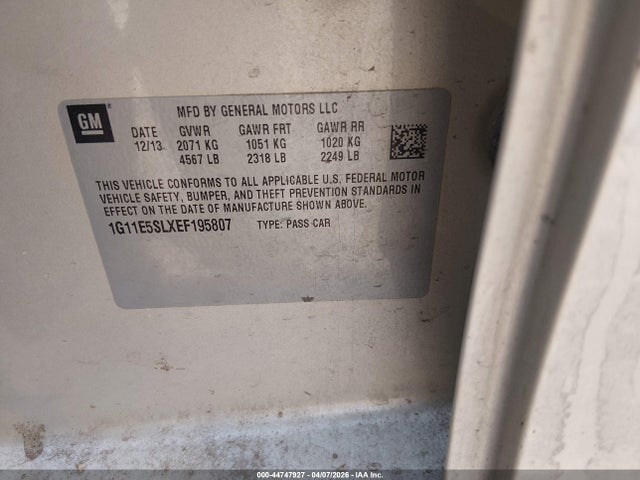 GM
MFD BY GENERAL MOTORS LLC
DATE GVWR GAWR FRT GAWR RR
12/13 2071 KG 1051 KG 1020 KG
4567 LB 2318 LB 2249 LB
THIS VEHICLE CONFORMS TO ALL APPLICABLE U.S. FEDERAL MOTOR
VEHICLE SAFETY, BUMPER, AND THEFT PREVENTION STANDARDS IN
EFFECT ON THE DATE OF MANUFACTURE SHOWN ABOVE.
1G11E5SLXEF195807 TYPE: PASS CAR
000-44747927 - 04/07/2026 - IAAI, Inc.